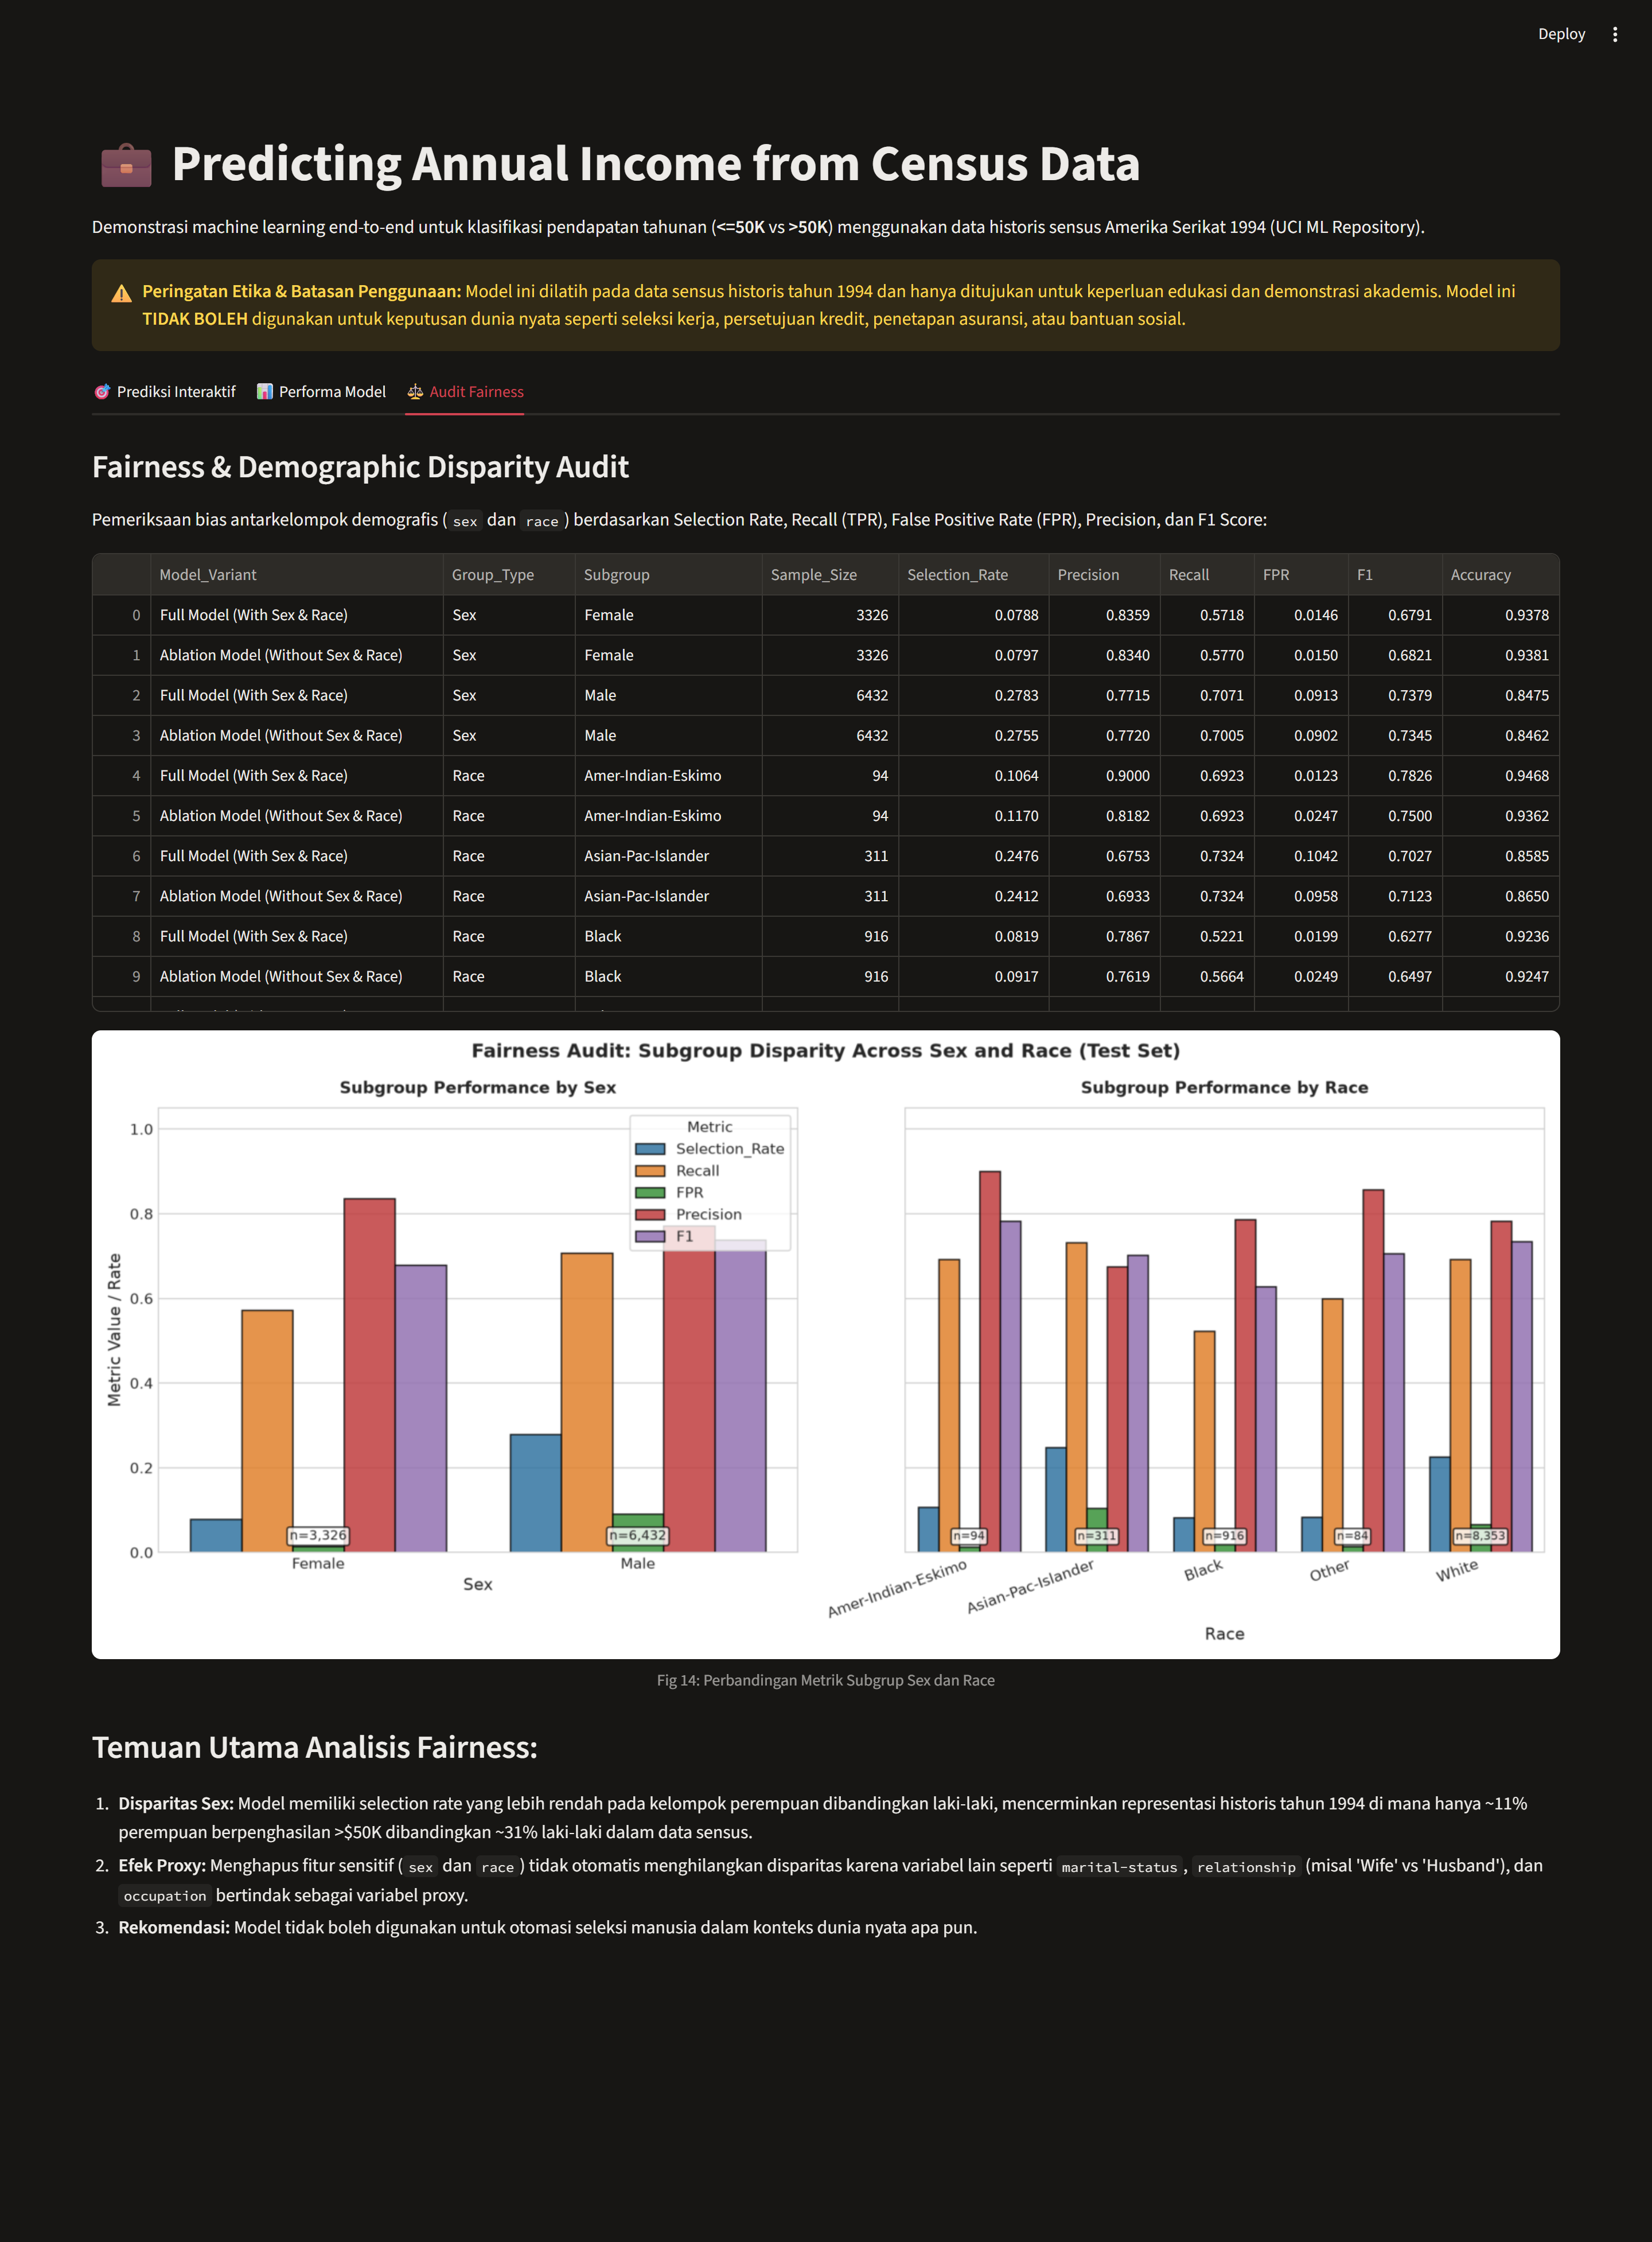 Deploy
Predicting Annual Income from Census Data
Demonstrasi machine learning end-to-end untuk klasifikasi pendapatan tahunan (<=50K vs >50K) menggunakan data historis sensus Amerika Serikat 1994 (UCI ML Repository).
Peringatan Etika & Batasan Penggunaan: Model ini dilatih pada data sensus historis tahun 1994 dan hanya ditujukan untuk keperluan edukasi dan demonstrasi akademis. Model ini
TIDAK BOLEH digunakan untuk keputusan dunia nyata seperti seleksi kerja, persetujuan kredit, penetapan asuransi, atau bantuan sosial.
Prediksi Interaktif Performa Model Audit Fairness
Fairness & Demographic Disparity Audit
Pemeriksaan bias antarkelompok demografis (sex dan race) berdasarkan Selection Rate, Recall (TPR), False Positive Rate (FPR), Precision, dan F1 Score:
Model_Variant Group_Type Subgroup Sample_Size Selection_Rate Precision Recall FPR F1 Accuracy
0 Full Model (With Sex & Race) Sex Female 3326 0.0788 0.8359 0.5718 0.0146 0.6791 0.9378
1 Ablation Model (Without Sex & Race) Sex Female 3326 0.0797 0.8340 0.5770 0.0150 0.6821 0.9381
2 Full Model (With Sex & Race) Sex Male 6432 0.2783 0.7715 0.7071 0.0913 0.7379 0.8475
3 Ablation Model (Without Sex & Race) Sex Male 6432 0.2755 0.7720 0.7005 0.0902 0.7345 0.8462
4 Full Model (With Sex & Race) Race Amer-Indian-Eskimo 94 0.1064 0.9000 0.6923 0.0123 0.7826 0.9468
5 Ablation Model (Without Sex & Race) Race Amer-Indian-Eskimo 94 0.1170 0.8182 0.6923 0.0247 0.7500 0.9362
6 Full Model (With Sex & Race) Race Asian-Pac-Islander 311 0.2476 0.6753 0.7324 0.1042 0.7027 0.8585
7 Ablation Model (Without Sex & Race) Race Asian-Pac-Islander 311 0.2412 0.6933 0.7324 0.0958 0.7123 0.8650
8 Full Model (With Sex & Race) Race Black 916 0.0819 0.7867 0.5221 0.0199 0.6277 0.9236
9 Ablation Model (Without Sex & Race) Race Black 916 0.0917 0.7619 0.5664 0.0249 0.6497 0.9247
Fairness Audit: Subgroup Disparity Across Sex and Race (Test Set)
Subgroup Performance by Sex
Metric Value / Rate
1.0
0.8
0.6
0.4
0.2
0.0
Metric
Selection_Rate
Recall
FPR
Precision
F1
n=3,326 n=6,432
Female Male
Sex
Subgroup Performance by Race
n=94 n=311 n=916 n=84 n=8,353
Amer-Indian-Eskimo Asian-Pac-Islander Black Other White
Race
Fig 14: Perbandingan Metrik Subgrup Sex dan Race
Temuan Utama Analisis Fairness:
1. Disparitas Sex: Model memiliki selection rate yang lebih rendah pada kelompok perempuan dibandingkan laki-laki, mencerminkan representasi historis tahun 1994 di mana hanya ~11%
perempuan berpenghasilan >$50K dibandingkan ~31% laki-laki dalam data sensus.
2. Efek Proxy: Menghapus fitur sensitif (sex dan race) tidak otomatis menghilangkan disparitas karena variabel lain seperti marital-status, relationship (misal 'Wife' vs 'Husband'), dan
occupation bertindak sebagai variabel proxy.
3. Rekomendasi: Model tidak boleh digunakan untuk otomasi seleksi manusia dalam konteks dunia nyata apa pun.